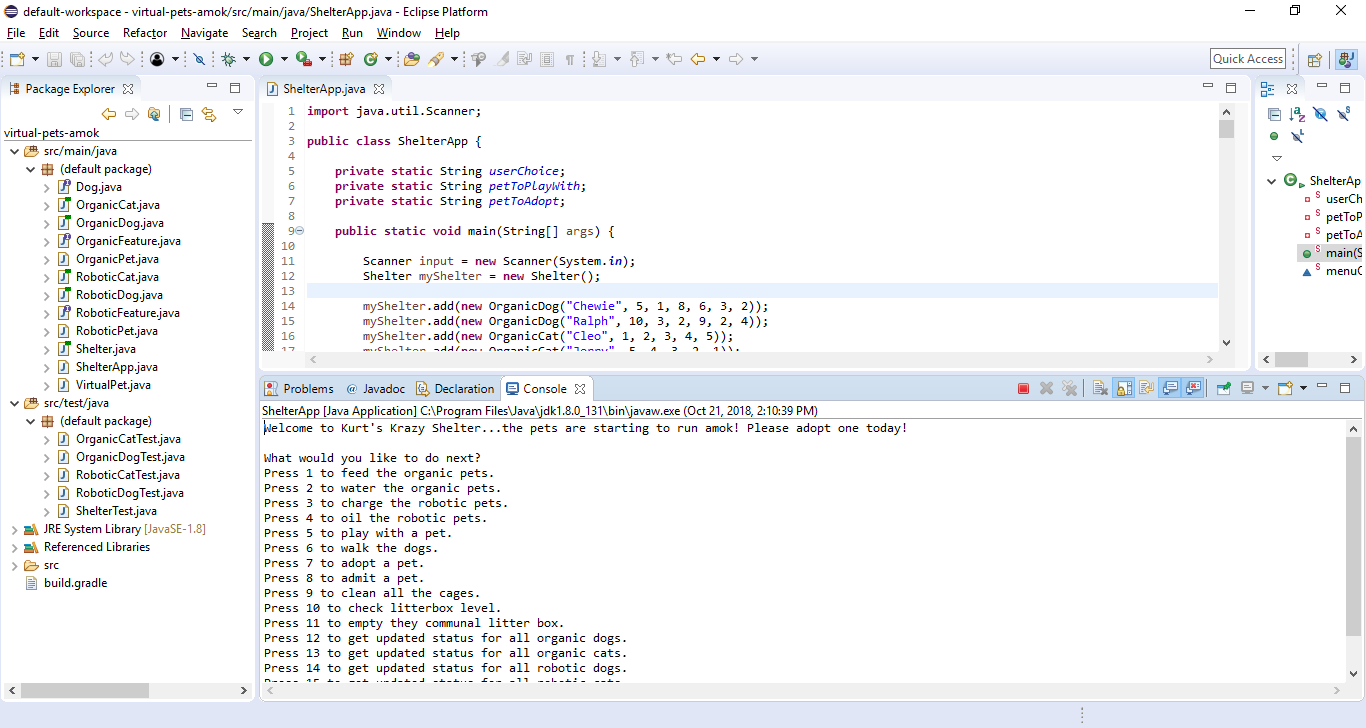 default-workspace - virtual-pets-amok/src/main/java/ShelterApp.java - Eclipse Platform
File Edit Source Refactor Navigate Search Project Run Window Help
Quick Access
Package Explorer
virtual-pets-amok
src/main/java
(default package)
Dog.java
OrganicCat.java
OrganicDog.java
OrganicFeature.java
OrganicPet.java
RoboticCat.java
RoboticDog.java
RoboticFeature.java
RoboticPet.java
Shelter.java
ShelterApp.java
VirtualPet.java
src/test/java
(default package)
OrganicCatTest.java
OrganicDogTest.java
RoboticCatTest.java
RoboticDogTest.java
ShelterTest.java
JRE System Library [JavaSE-1.8]
Referenced Libraries
src
build.gradle
ShelterApp.java
1 import java.util.Scanner;
2
3 public class ShelterApp {
4
5 private static String userChoice;
6 private static String petToPlayWith;
7 private static String petToAdopt;
8
9 public static void main(String[] args) {
10
11 Scanner input = new Scanner(System.in);
12 Shelter myShelter = new Shelter();
13
14 myShelter.add(new OrganicDog("Chewie", 5, 1, 8, 6, 3, 2));
15 myShelter.add(new OrganicDog("Ralph", 10, 3, 2, 9, 2, 4));
16 myShelter.add(new OrganicCat("Cleo", 1, 2, 3, 4, 5));
ShelterAp
userCh
petToP
petToA
main(S
menuO
Problems @ Javadoc Declaration Console
ShelterApp [Java Application] C:\Program Files\Java\jdk1.8.0_131\bin\javaw.exe (Oct 21, 2018, 2:10:39 PM)
Welcome to Kurt's Krazy Shelter...the pets are starting to run amok! Please adopt one today!
What would you like to do next?
Press 1 to feed the organic pets.
Press 2 to water the organic pets.
Press 3 to charge the robotic pets.
Press 4 to oil the robotic pets.
Press 5 to play with a pet.
Press 6 to walk the dogs.
Press 7 to adopt a pet.
Press 8 to admit a pet.
Press 9 to clean all the cages.
Press 10 to check litterbox level.
Press 11 to empty they communal litter box.
Press 12 to get updated status for all organic dogs.
Press 13 to get updated status for all organic cats.
Press 14 to get updated status for all robotic dogs.